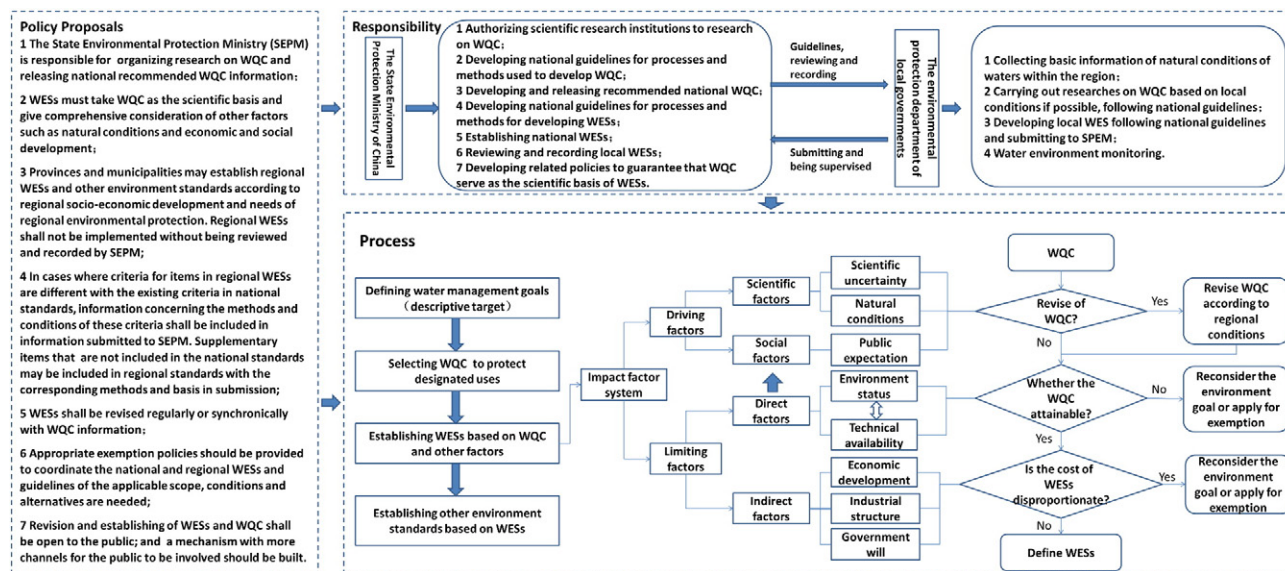 Policy Proposals
1 The State Environmental Protection Ministry (SEPM)
is responsible for organizing research on WQC and
releasing national recommended WQC information;
2 WESs must take WQC as the scientific basis and
give comprehensive consideration of other factors
such as natural conditions and economic and social
development;
3 Provinces and municipalities may establish regional
WESs and other environment standards according to
regional socio-economic development and needs of
regional environmental protection. Regional WESs
shall not be implemented without being reviewed
and recorded by SEPM;
4 In cases where criteria for items in regional WESs
are different with the existing criteria in national
standards, information concerning the methods and
conditions of these criteria shall be included in
information submitted to SEPM. Supplementary
items that are not included in the national standards
may be included in regional standards with the
corresponding methods and basis in submission;
5 WESs shall be revised regularly or synchronically
with WQC information;
6 Appropriate exemption policies should be provided
to coordinate the national and regional WESs and
guidelines of the applicable scope, conditions and
alternatives are needed;
7 Revision and establishing of WESs and WQC shall
be open to the public; and a mechanism with more
channels for the public to be involved should be built.
Responsibility
The State Environmental
Protection Ministry of China
1 Authorizing scientific research institutions to research
on WQC;
2 Developing national guidelines for processes and
methods used to develop WQC;
3 Developing and releasing recommended national WQC;
4 Developing national guidelines for processes and
methods for developing WESs;
5 Establishing national WESs;
6 Reviewing and recording local WESs;
7 Developing related policies to guarantee that WQC
serve as the scientific basis of WESs.
Guidelines,
reviewing and
recording
Submitting and
being supervised
The environmental
protection department of
local governments
1 Collecting basic information of natural conditions of
waters within the region;
2 Carrying out researches on WQC based on local
conditions if possible, following national guidelines;
3 Developing local WES following national guidelines
and submitting to SPEM;
4 Water environment monitoring.
Process
Defining water management goals
(descriptive target)
Selecting WQC to protect
designated uses
Establishing WESs based on WQC
and other factors
Establishing other environment
standards based on WESs
Impact factor
system
Driving
factors
Limiting
factors
Scientific
factors
Social
factors
Direct
factors
Indirect
factors
Scientific
uncertainty
Natural
conditions
Public
expectation
Environment
status
Technical
availability
Economic
development
Industrial
structure
Government
will
WQC
Revise of
WQC?
Yes
Revise WQC
according to
regional
conditions
No
Whether the
WQC
attainable?
No
Reconsider the
environment
goal or apply for
exemption
Yes
Is the cost of
WESs
disproportionate?
Yes
Reconsider the
environment
goal or apply for
exemption
No
Define WESs